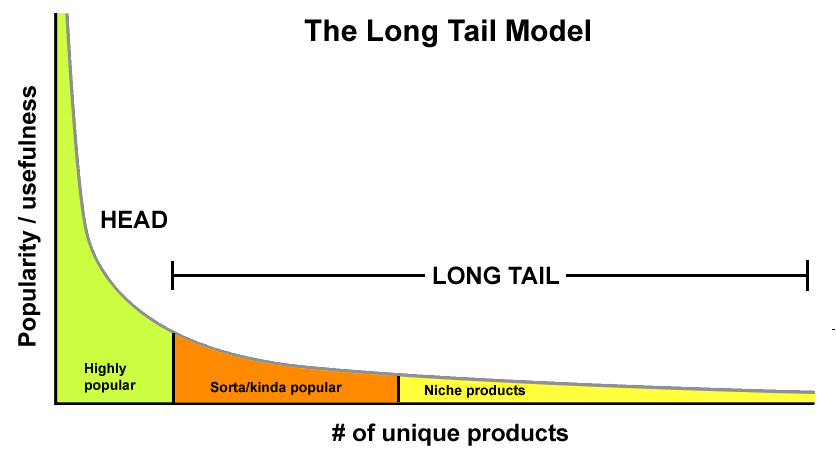 The Long Tail Model
Popularity / usefulness
HEAD
LONG TAIL
Highly
popular
Sorta/kinda popular
Niche products
# of unique products